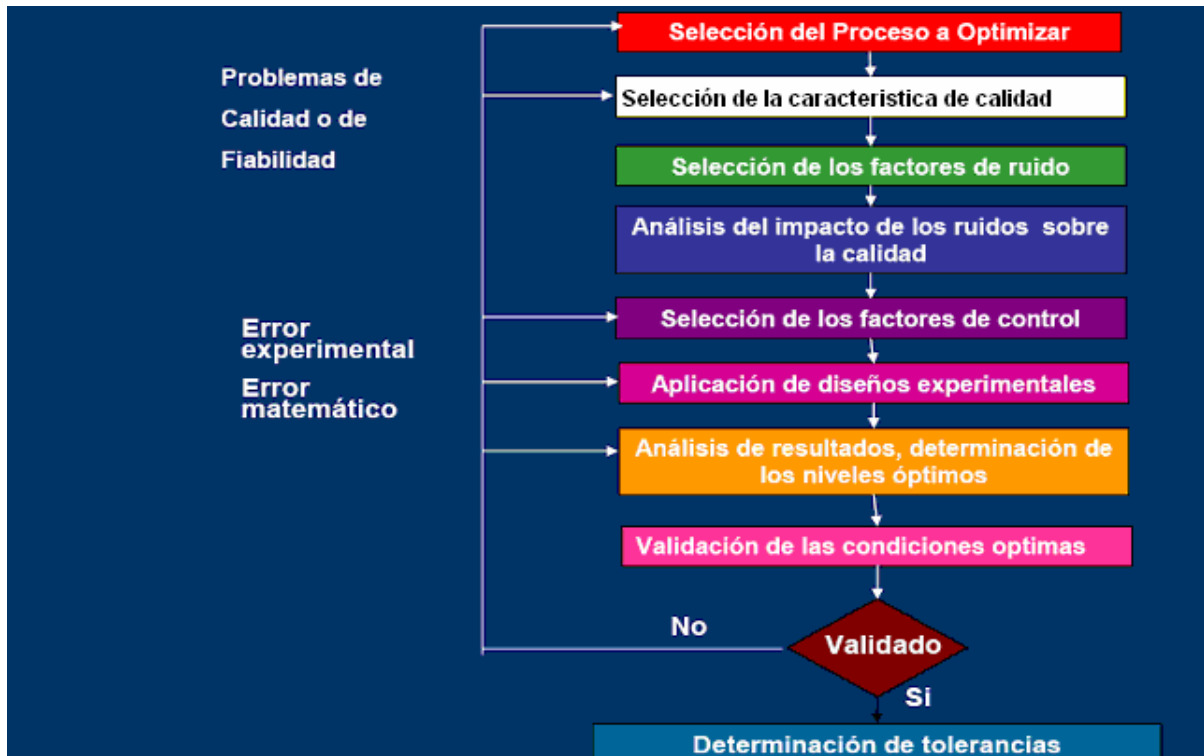 Selección del Proceso a Optimizar
Problemas de
Calidad o de
Fiabilidad
Selección de la caracteristica de calidad
Selección de los factores de ruido
Análisis del impacto de los ruidos sobre
la calidad
Error
experimental
Error
matemático
Selección de los factores de control
Aplicación de diseños experimentales
Análisis de resultados, determinación de
los niveles óptimos
Validación de las condiciones optimas
No
Validado
Sí
Determinación de tolerancias